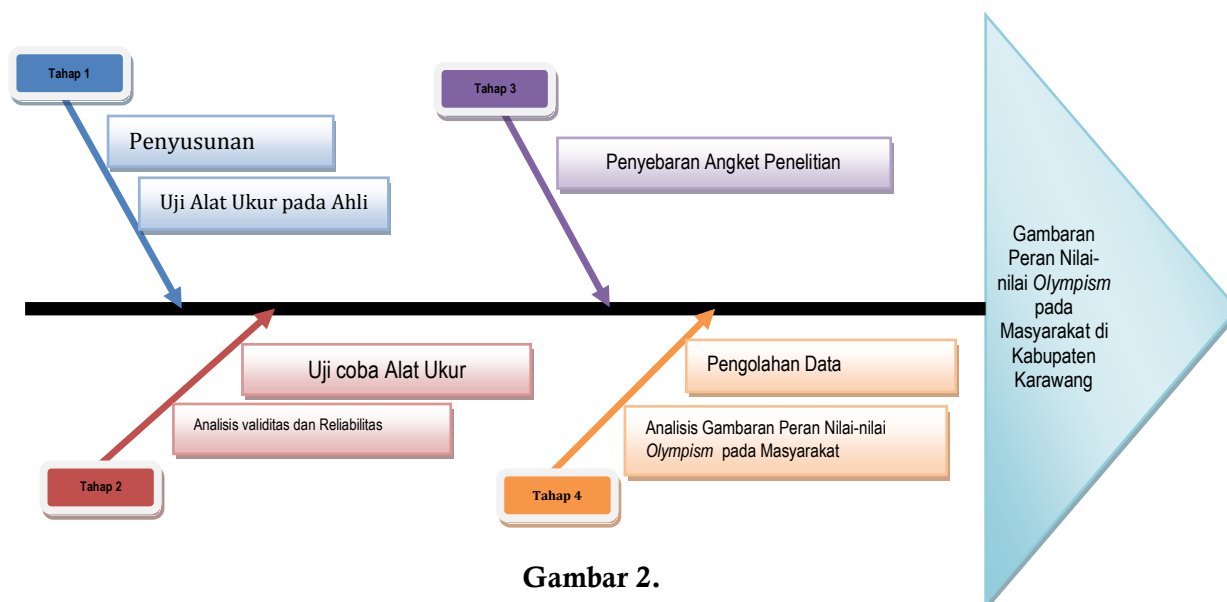 Tahap 1
Penyusunan
Uji Alat Ukur pada Ahli
Tahap 2
Uji coba Alat Ukur
Analisis validitas dan Reliabilitas
Tahap 3
Penyebaran Angket Penelitian
Tahap 4
Pengolahan Data
Analisis Gambaran Peran Nilai-nilai
Olympism pada Masyarakat
Gambaran
Peran Nilai-
nilai Olympism
pada
Masyarakat di
Kabupaten
Karawang
Gambar 2.